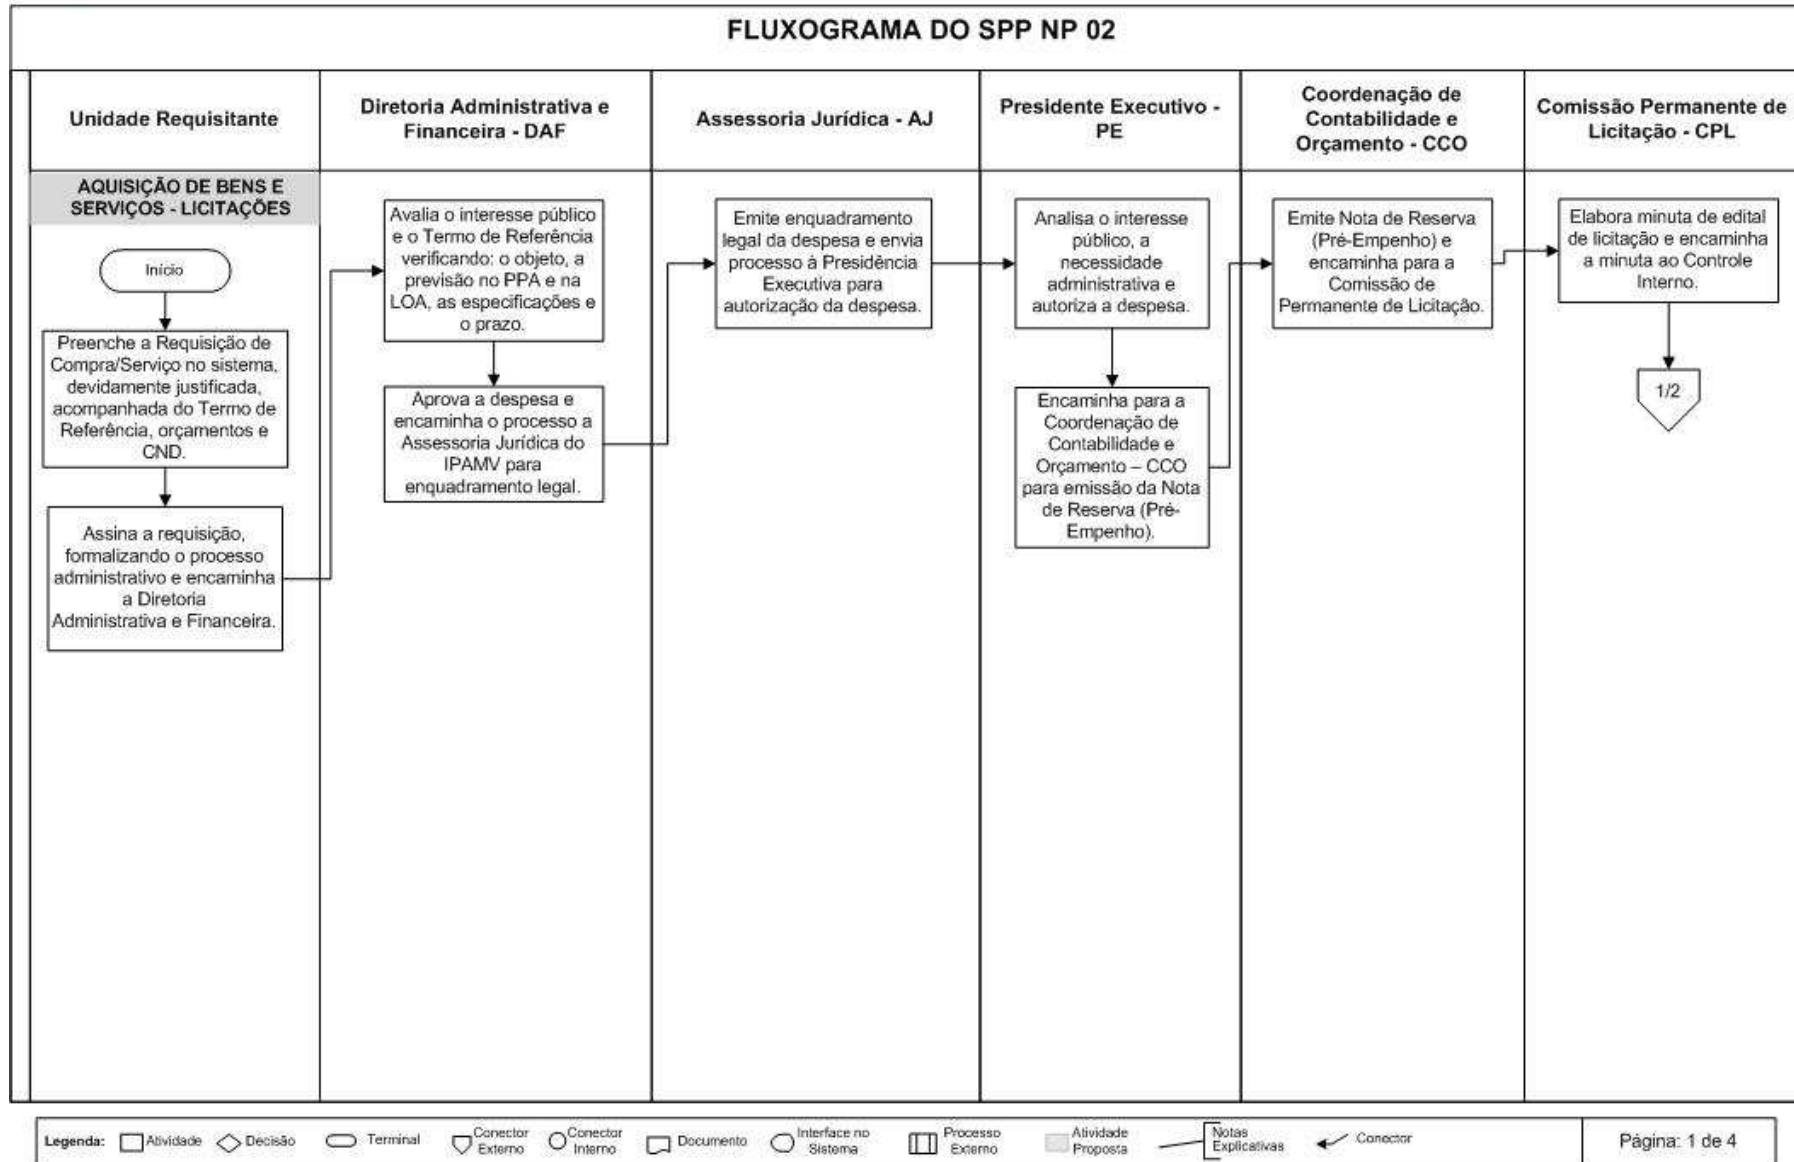 FLUXOGRAMA DO SPP NP 02
Unidade Requisitante
Diretoria Administrativa e
Financeira - DAF
Assessoria Jurídica - AJ
Presidente Executivo -
PE
Coordenação de
Contabilidade e
Orçamento - CCO
Comissão Permanente de
Licitação - CPL
AQUISIÇÃO DE BENS E
SERVIÇOS - LICITAÇÕES
Início
Preenche a Requisição de
Compra/Serviço no sistema,
devidamente justificada,
acompanhada do Termo de
Referência, orçamentos e
CND.
Assina a requisição,
formalizando o processo
administrativo e encaminha
a Diretoria
Administrativa e Financeira.
Avalia o interesse público
e o Termo de Referência
verificando: o objeto, a
previsão no PPA e na
LOA, as especificações e
o prazo.
Aprova a despesa e
encaminha o processo a
Assessoria Jurídica do
IPAMV para
enquadramento legal.
Emite enquadramento
legal da despesa e envia
processo à Presidência
Executiva para
autorização da despesa.
Analisa o interesse
público, a
necessidade
administrativa e
autoriza a despesa.
Encaminha para a
Coordenação de
Contabilidade e
Orçamento – CCO
para emissão da Nota
de Reserva (Pré-
Empenho).
Emite Nota de Reserva
(Pré-Empenho) e
encaminha para a
Comissão de
Permanente de Licitação.
Elabora minuta de edital
de licitação e encaminha
a minuta ao Controle
Interno.
1/2
Legenda:
Atividade
Decisão
Terminal
Conector
Externo
Conector
Interno
Documento
Interface no
Sistema
Processo
Externo
Atividade
Proposta
Notas
Explicativas
Conector
Página: 1 de 4